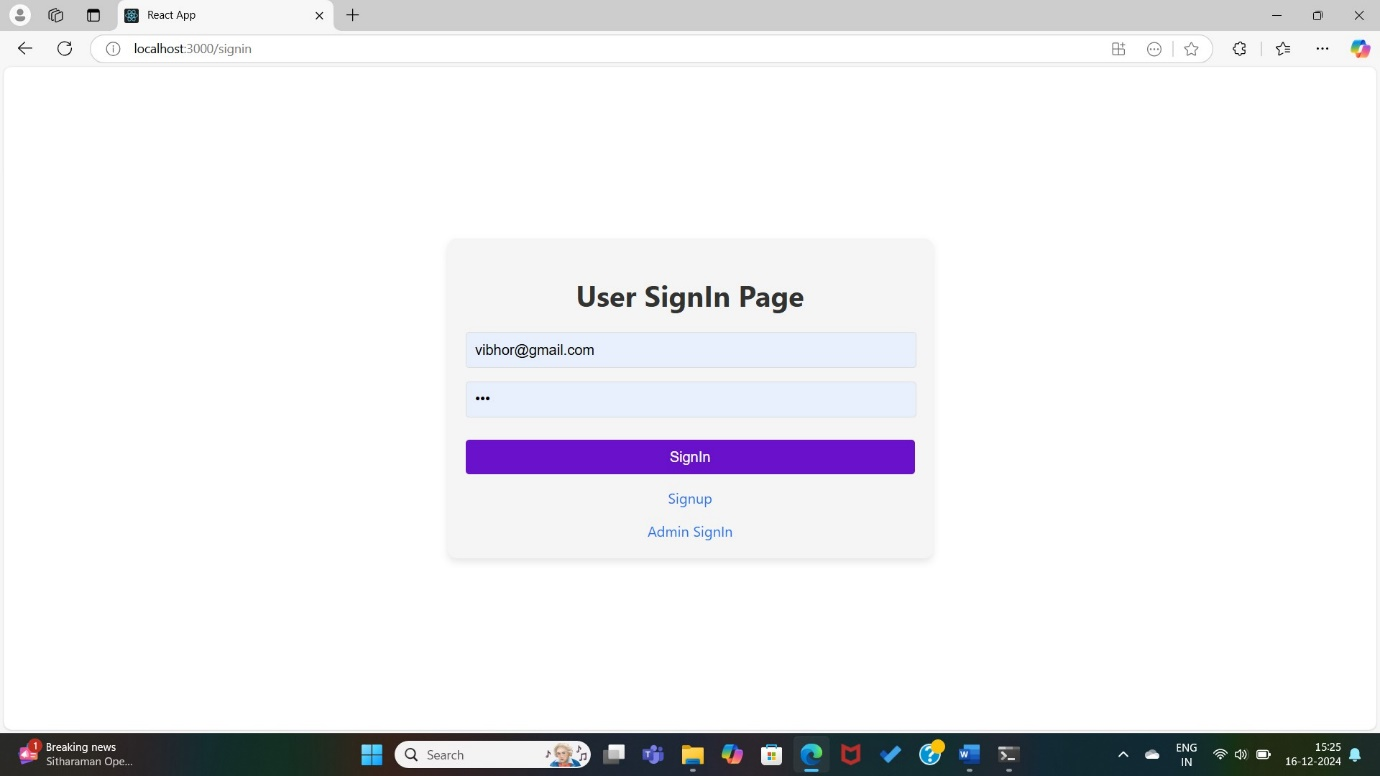 React App
localhost:3000/signin
User SignIn Page
vibhor@gmail.com
•••
SignIn
Signup
Admin SignIn
1
Breaking news
Sitharaman Ope...
Search
ENG
IN
15:25
16-12-2024